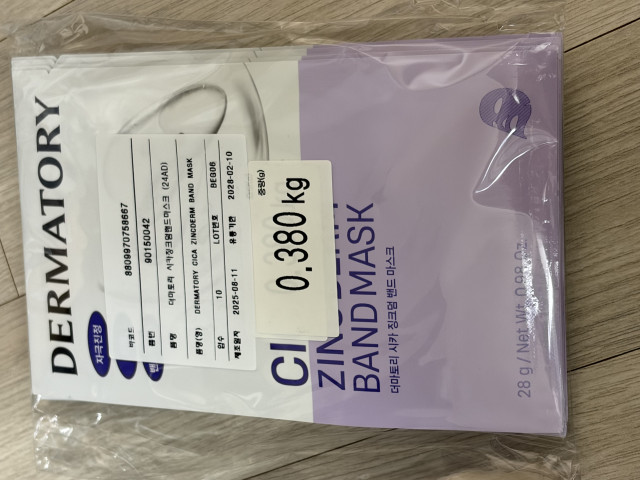 DERMATORY
자극진정
바코드 8809970758667
품번 90150042
품명 더마토리 시카징크덤밴드마스크 (24AD)
품명(영) DERMATORY CICA ZINCDERM BAND MASK
입수 10 LOT번호 BEG06
제조일자 2025-08-11 유통기한 2028-02-10
중량(g)
0.380 kg
BAND MASK
더마토리 시카 징크덤 밴드 마스크
28 g / Net Wt. 0.98 Oz.